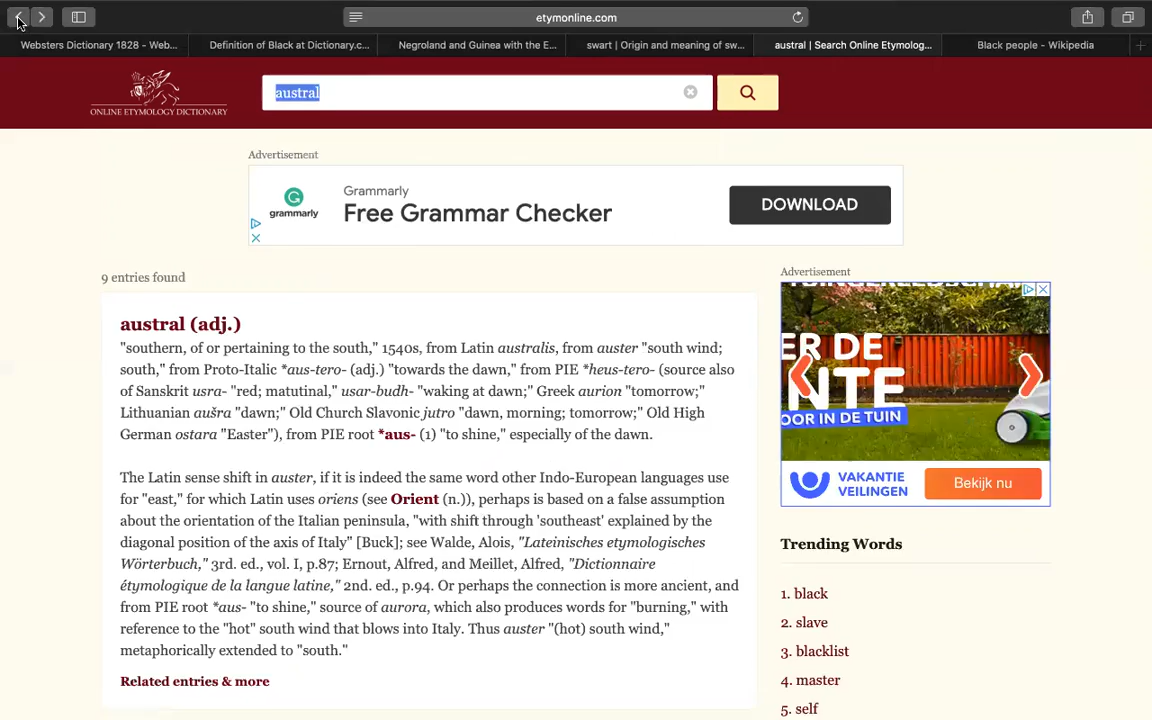 etymonline.com
Websters Dictionary 1828 - Web...
Definition of Black at Dictionary.c...
Negroland and Guinea with the E...
swart | Origin and meaning of sw...
austral | Search Online Etymolog...
Black people - Wikipedia
ONLINE ETYMOLOGY DICTIONARY
austral
Advertisement
grammarly
Grammarly
Free Grammar Checker
DOWNLOAD
9 entries found
austral (adj.)
"southern, of or pertaining to the south," 1540s, from Latin australis, from auster "south wind;
south," from Proto-Italic *aus-tero- (adj.) "towards the dawn," from PIE *heus-tero- (source also
of Sanskrit usra- "red; matutinal," usar-budh- "waking at dawn;" Greek aurion "tomorrow;"
Lithuanian aušra "dawn;" Old Church Slavonic jutro "dawn, morning; tomorrow;" Old High
German ostara "Easter"), from PIE root *aus- (1) "to shine," especially of the dawn.
The Latin sense shift in auster, if it is indeed the same word other Indo-European languages use
for "east," for which Latin uses oriens (see Orient (n.)), perhaps is based on a false assumption
about the orientation of the Italian peninsula, "with shift through 'southeast' explained by the
diagonal position of the axis of Italy" [Buck]; see Walde, Alois, "Lateinisches etymologisches
Wörterbuch," 3rd. ed., vol. I, p.87; Ernout, Alfred, and Meillet, Alfred, "Dictionnaire
étymologique de la langue latine," 2nd. ed., p.94. Or perhaps the connection is more ancient, and
from PIE root *aus- "to shine," source of aurora, which also produces words for "burning," with
reference to the "hot" south wind that blows into Italy. Thus auster "(hot) south wind,"
metaphorically extended to "south."
Related entries & more
Advertisement
ER DE
NTE
OOR IN DE TUIN
VAKANTIE
VEILINGEN
Bekijk nu
Trending Words
1. black
2. slave
3. blacklist
4. master
5. self